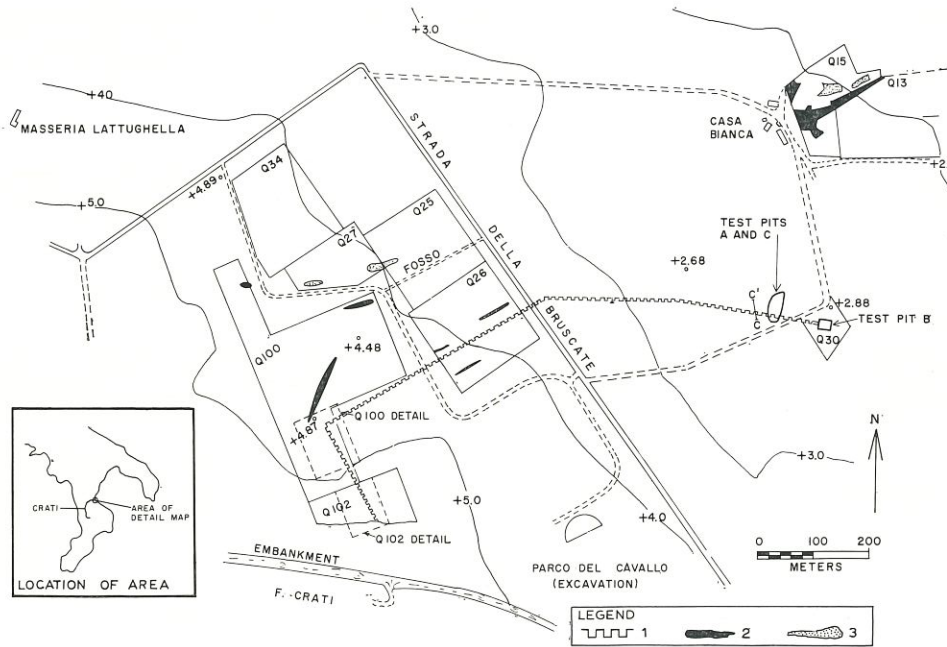 +3.0
+40
MASSERIA LATTUGHELLA
+5.0
+4.89
Q34
STRADA
DELLA
BRUSCATE
Q25
Q27
FOSSO
Q26
Q15
Q13
CASA
BIANCA
TEST PITS
A AND C
+2.68
C'
C
+2.88
TEST PIT B
Q30
Q100
+4.48
Q100 DETAIL
+4.87
Q102
Q102 DETAIL
+5.0
+4.0
+3.0
N
0 100 200
METERS
PARCO DEL CAVALLO
(EXCAVATION)
EMBANKMENT
F. CRATI
CRATI
AREA OF
DETAIL MAP
LOCATION OF AREA
LEGEND
1 2 3